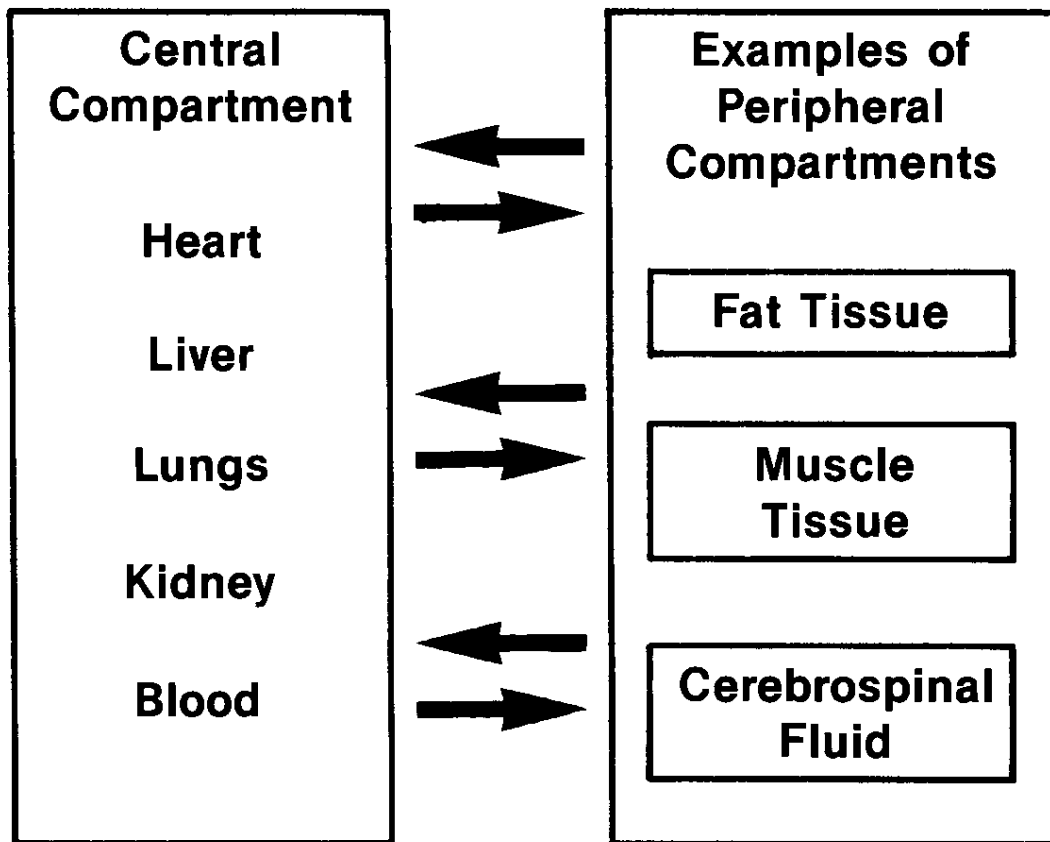 Central
Compartment
Heart
Liver
Lungs
Kidney
Blood
Examples of
Peripheral
Compartments
Fat Tissue
Muscle
Tissue
Cerebrospinal
Fluid